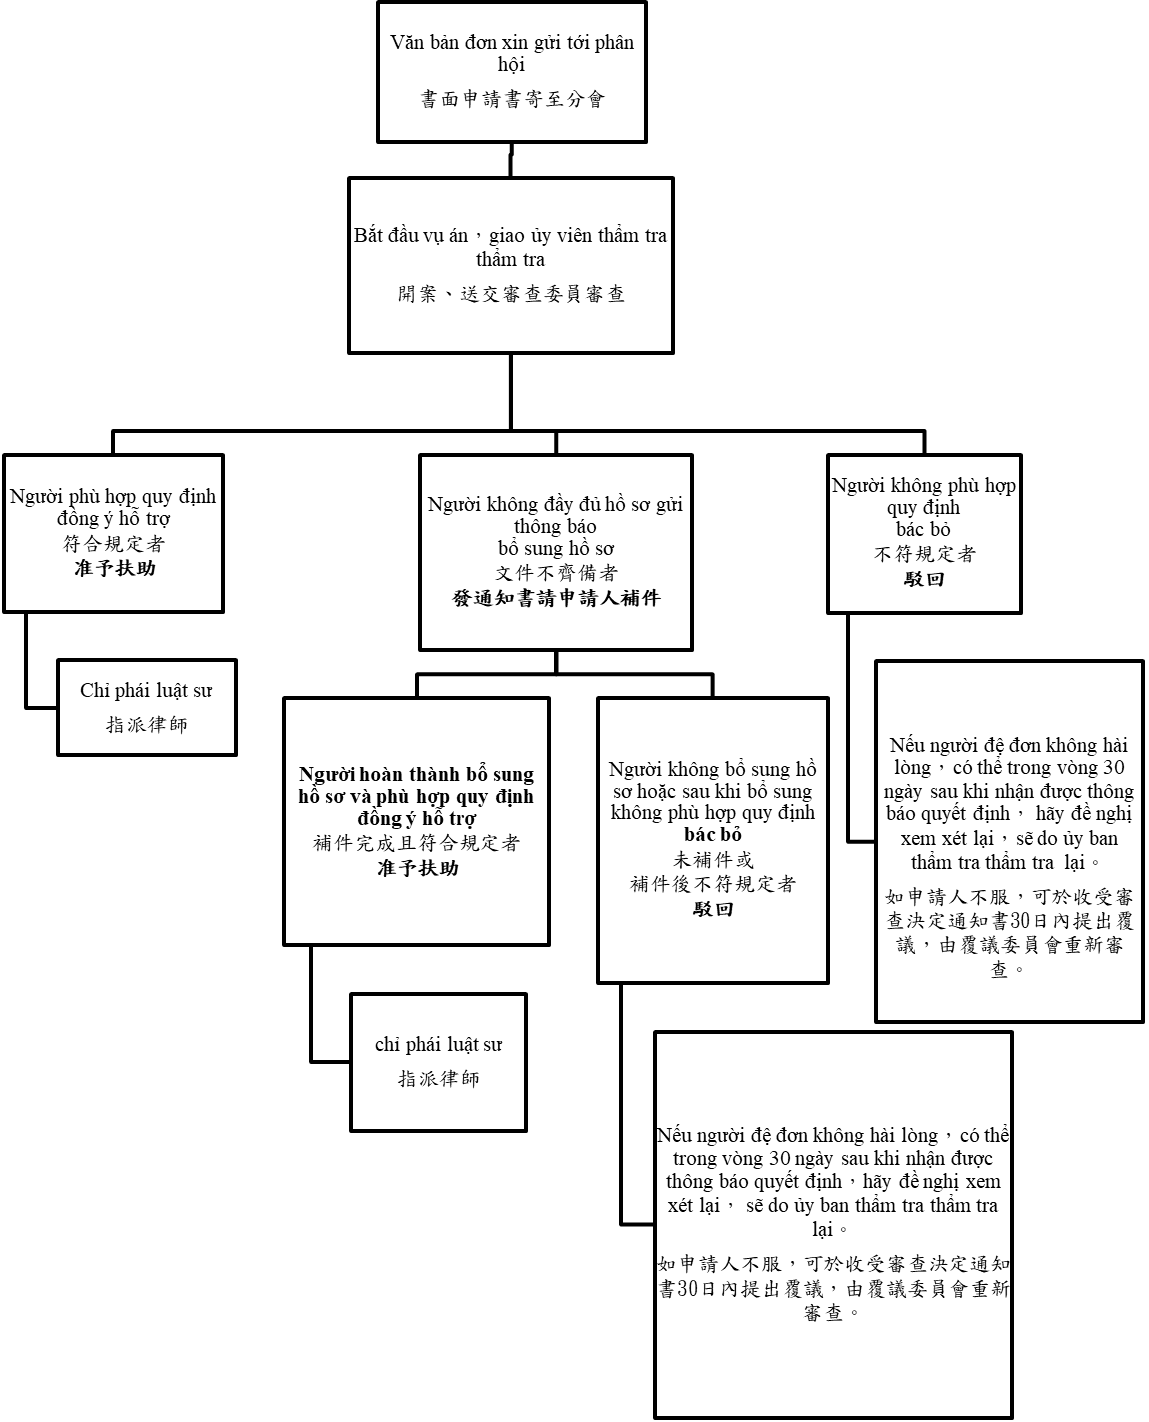 Văn bản đơn xin gửi tới phân
hội
書面申請書寄至分會
Bắt đầu vụ án，giao ủy viên thẩm tra
thẩm tra
開案、送交審查委員審查
Người phù hợp quy định
đồng ý hỗ trợ
符合規定者
准予扶助
Người không đầy đủ hồ sơ gửi
thông báo
bổ sung hồ sơ
文件不齊備者
發通知書請申請人補件
Người không phù hợp
quy định
bác bỏ
不符規定者
駁回
Chỉ phái luật sư
指派律師
Người hoàn thành bổ sung
hồ sơ và phù hợp quy định
đồng ý hỗ trợ
補件完成且符合規定者
准予扶助
Người không bổ sung hồ
sơ hoặc sau khi bổ sung
không phù hợp quy định
bác bỏ
未補件或
補件後不符規定者
駁回
Nếu người đệ đơn không hài
lòng，có thể trong vòng 30
ngày sau khi nhận được thông
báo quyết định，hãy đề nghị
xem xét lại，sẽ do ủy ban
thẩm tra thẩm tra lại。
如申請人不服，可於收受審
查決定通知書30日內提出覆
議，由覆議委員會重新審
查。
chỉ phái luật sư
指派律師
Nếu người đệ đơn không hài lòng，có thể
trong vòng 30 ngày sau khi nhận được
thông báo quyết định，hãy đề nghị xem
xét lại， sẽ do ủy ban thẩm tra thẩm tra
lại。
如申請人不服，可於收受審查決定通知
書30日內提出覆議，由覆議委員會重新
審查。